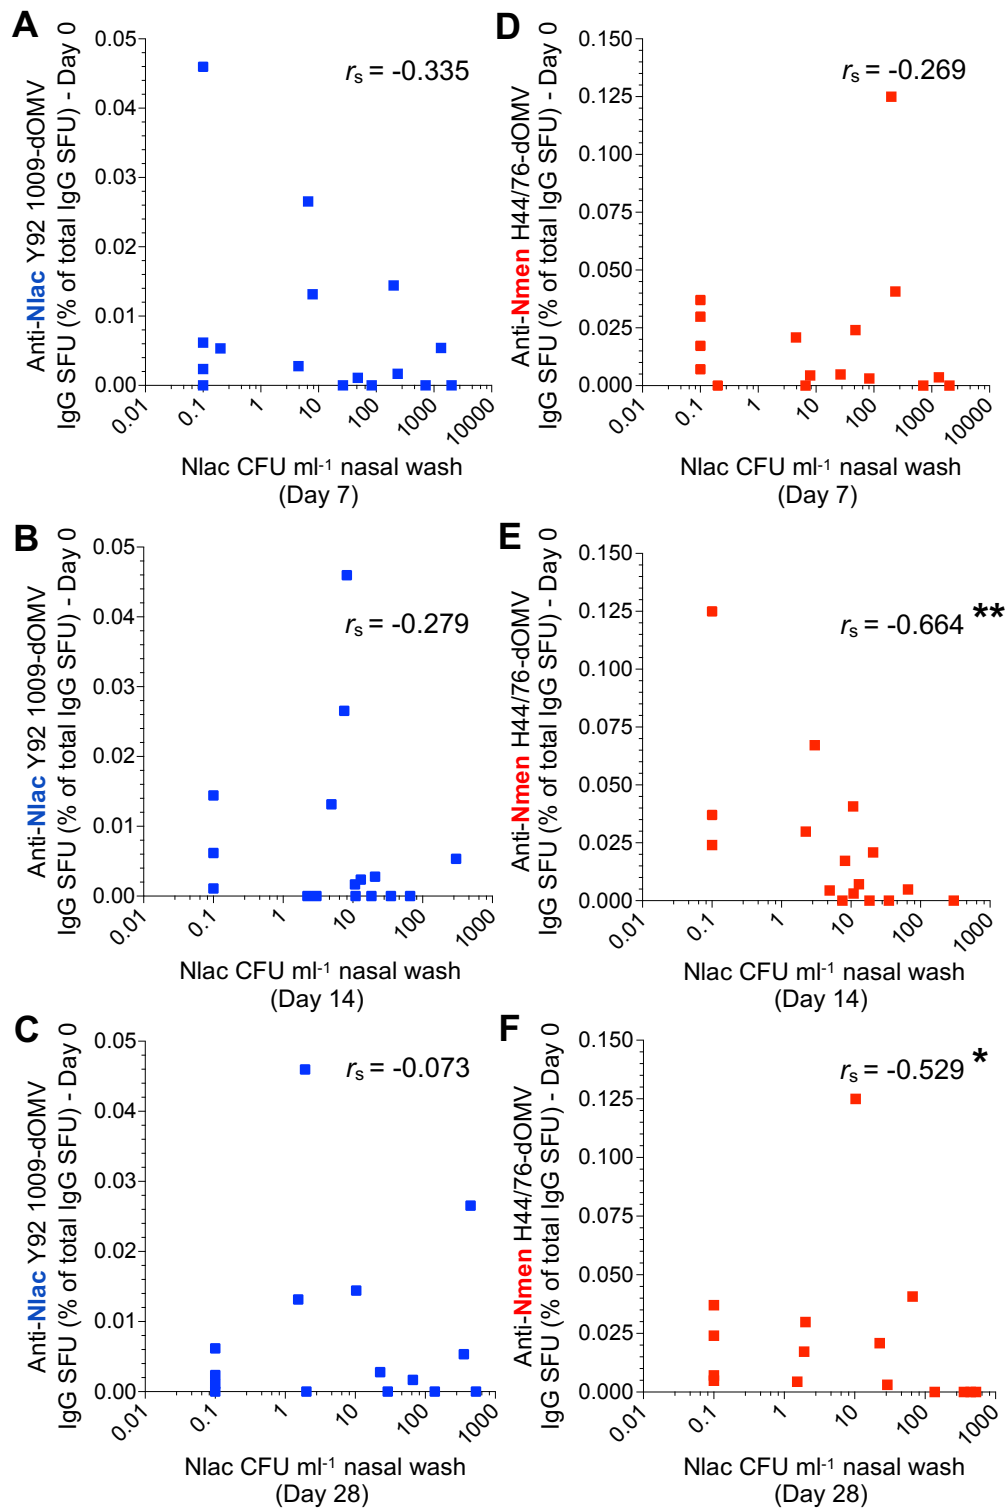 A
Anti-Nlac Y92 1009-dOMV
IgG SFU (% of total IgG SFU) - Day 0
0.05
0.04
0.03
0.02
0.01
0.00
rs = -0.335
0.01
0.1
1
10
100
1000
10000
Nlac CFU ml-1 nasal wash
(Day 7)
D
Anti-Nmen H44/76-dOMV
IgG SFU (% of total IgG SFU) - Day 0
0.150
0.125
0.100
0.075
0.050
0.025
0.000
rs = -0.269
0.01
0.1
1
10
100
1000
10000
Nlac CFU ml-1 nasal wash
(Day 7)
B
Anti-Nlac Y92 1009-dOMV
IgG SFU (% of total IgG SFU) - Day 0
0.05
0.04
0.03
0.02
0.01
0.00
rs = -0.279
0.01
0.1
1
10
100
1000
Nlac CFU ml-1 nasal wash
(Day 14)
E
Anti-Nmen H44/76-dOMV
IgG SFU (% of total IgG SFU) - Day 0
0.150
0.125
0.100
0.075
0.050
0.025
0.000
rs = -0.664 **
0.01
0.1
1
10
100
1000
Nlac CFU ml-1 nasal wash
(Day 14)
C
Anti-Nlac Y92 1009-dOMV
IgG SFU (% of total IgG SFU) - Day 0
0.05
0.04
0.03
0.02
0.01
0.00
rs = -0.073
0.01
0.1
1
10
100
1000
Nlac CFU ml-1 nasal wash
(Day 28)
F
Anti-Nmen H44/76-dOMV
IgG SFU (% of total IgG SFU) - Day 0
0.150
0.125
0.100
0.075
0.050
0.025
0.000
rs = -0.529 *
0.01
0.1
1
10
100
1000
Nlac CFU ml-1 nasal wash
(Day 28)